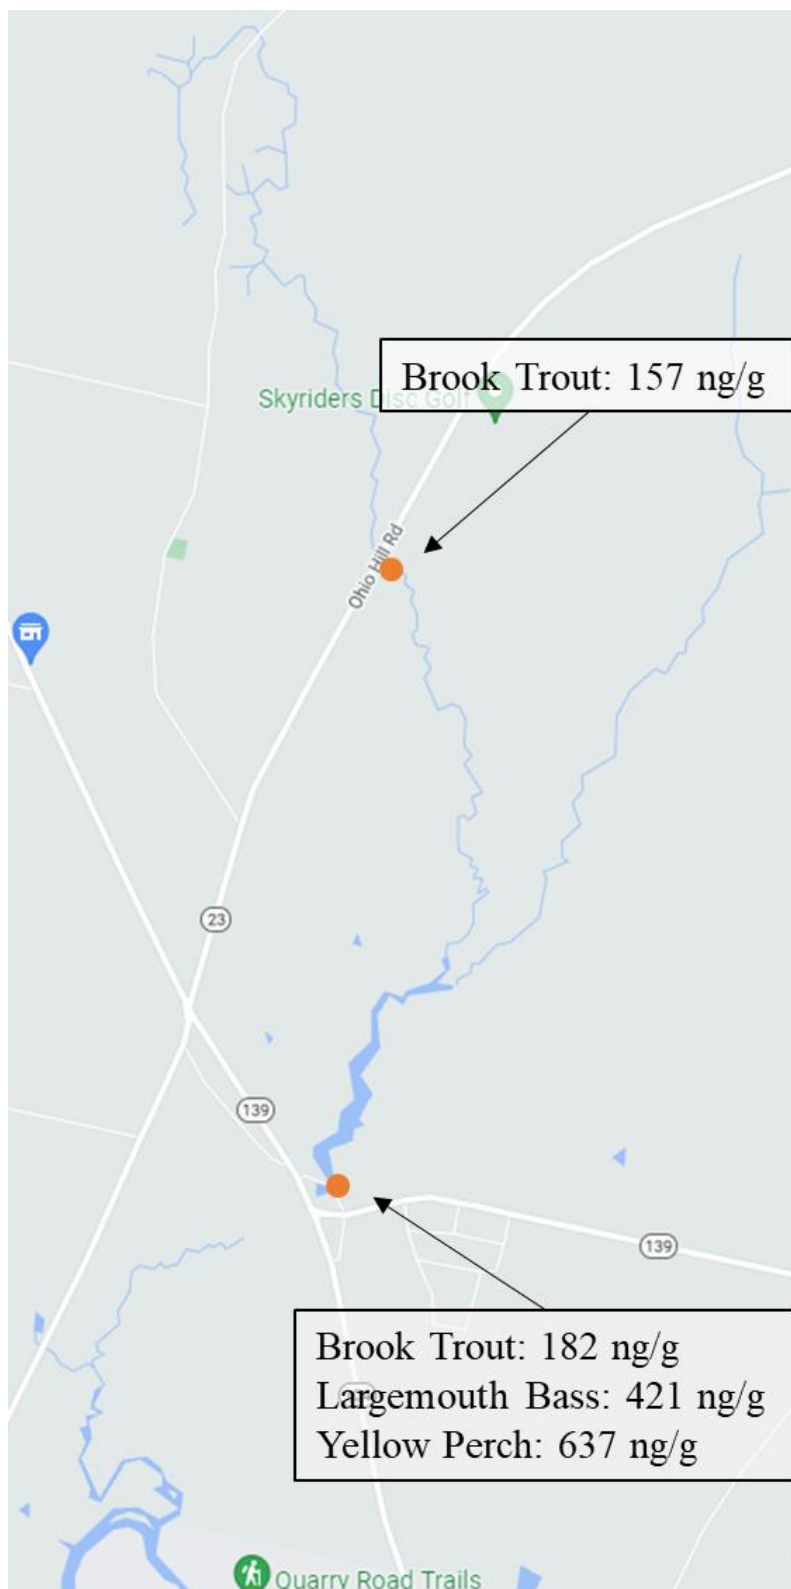 Brook Trout: 157 ng/g
Skyriders Disc Golf
Ohio Hill Rd
23
139
139
Brook Trout: 182 ng/g
Largemouth Bass: 421 ng/g
Yellow Perch: 637 ng/g
Quarry Road Trails